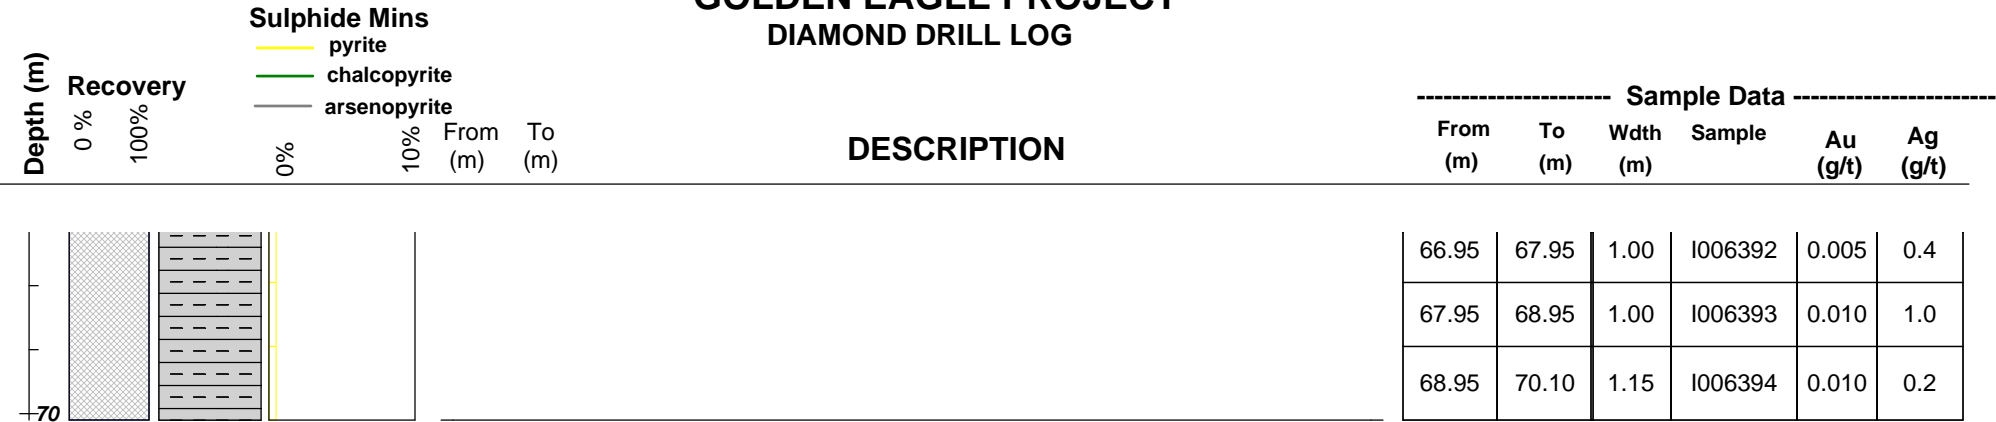 GOLDEN EAGLE PROJECT
DIAMOND DRILL LOG
Sulphide Mins
pyrite
chalcopyrite
arsenopyrite
Depth (m)
Recovery
0 %
100%
0%
10%
From (m)
To (m)
DESCRIPTION
----------------------- Sample Data ------------------------
From (m) To (m) Wdth (m) Sample Au (g/t) Ag (g/t)
66.95 67.95 1.00 I006392 0.005 0.4
67.95 68.95 1.00 I006393 0.010 1.0
68.95 70.10 1.15 I006394 0.010 0.2
70